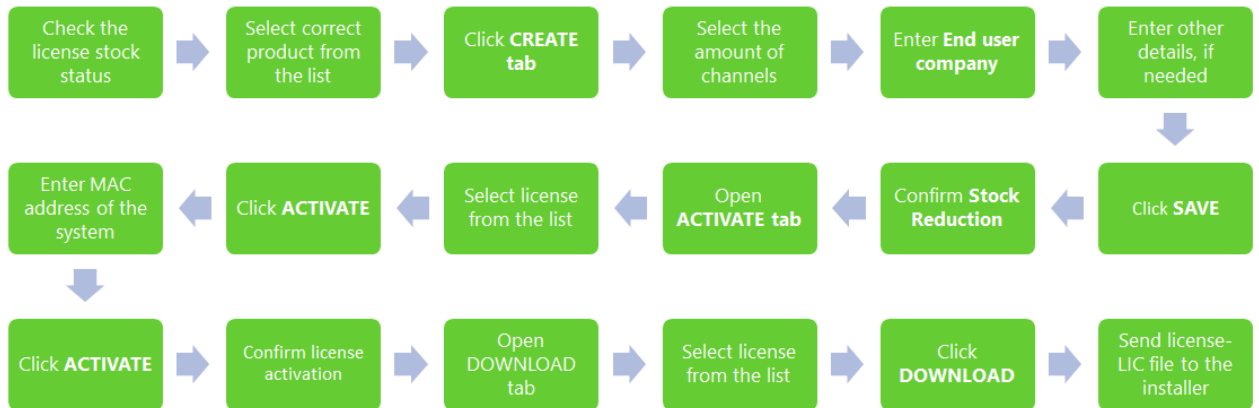 Check the
license stock
status
Select correct
product from
the list
Click CREATE
tab
Select the
amount of
channels
Enter End user
company
Enter other
details, if
needed
Click SAVE
Confirm Stock
Reduction
Open
ACTIVATE tab
Select license
from the list
Click ACTIVATE
Enter MAC
address of the
system
Click ACTIVATE
Confirm license
activation
Open
DOWNLOAD
tab
Select license
from the list
Click
DOWNLOAD
Send license-
LIC file to the
installer